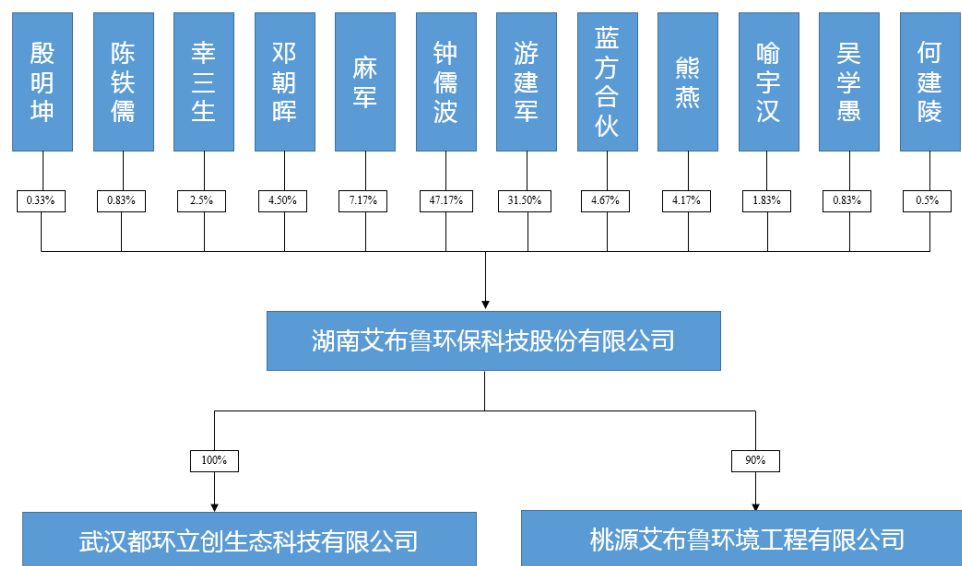 殷明坤
陈铁儒
幸三生
邓朝晖
麻军
钟儒波
游建军
蓝方合伙
熊燕
喻宇汉
吴学愚
何建陵
0.33%
0.83%
2.5%
4.50%
7.17%
47.17%
31.50%
4.67%
4.17%
1.83%
0.83%
0.5%
湖南艾布鲁环保科技股份有限公司
100%
90%
武汉都环立创生态科技有限公司
桃源艾布鲁环境工程有限公司